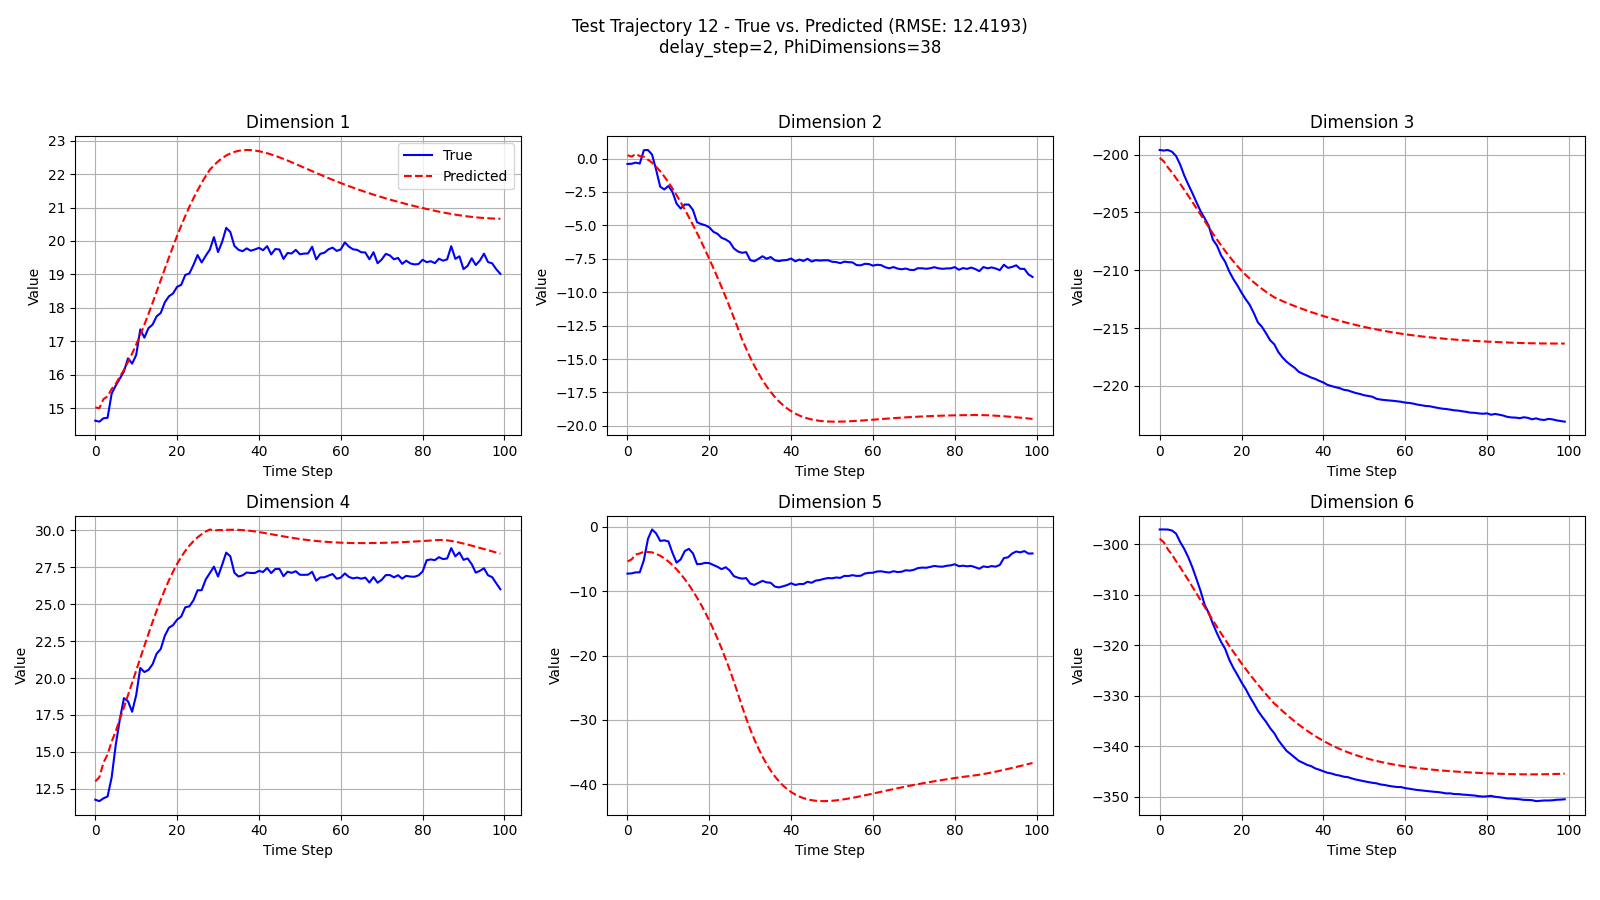 Test Trajectory 12 - True vs. Predicted (RMSE: 12.4193)
delay_step=2, PhiDimensions=38
Dimension 1
23
22
21
20
19
18
17
16
15
Value
0 20 40 60 80 100
Time Step
True
Predicted
Dimension 2
0.0
−2.5
−5.0
−7.5
−10.0
−12.5
−15.0
−17.5
−20.0
Value
0 20 40 60 80 100
Time Step
Dimension 3
−200
−205
−210
−215
−220
Value
0 20 40 60 80 100
Time Step
Dimension 4
30.0
27.5
25.0
22.5
20.0
17.5
15.0
12.5
Value
0 20 40 60 80 100
Time Step
Dimension 5
0
−10
−20
−30
−40
Value
0 20 40 60 80 100
Time Step
Dimension 6
−300
−310
−320
−330
−340
−350
Value
0 20 40 60 80 100
Time Step